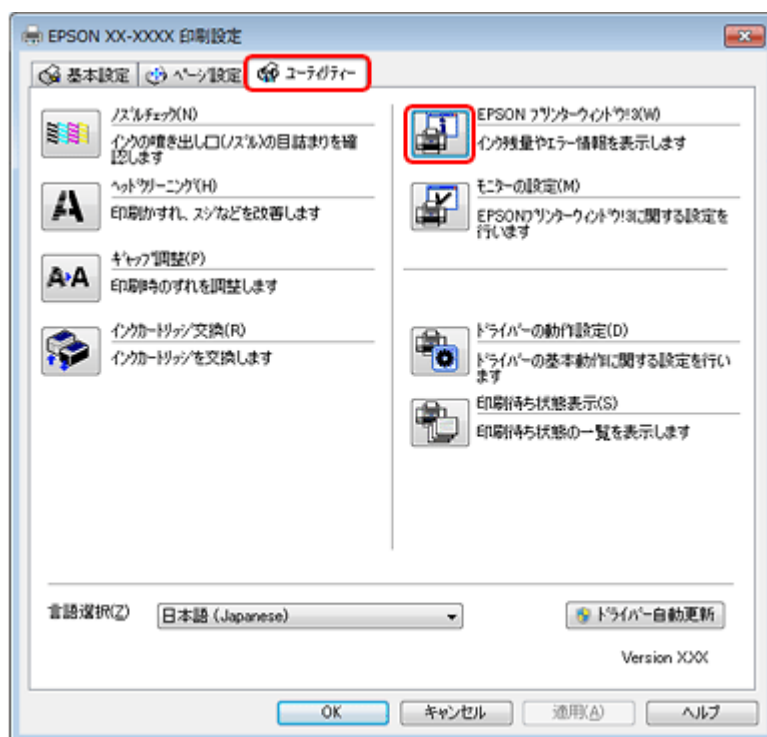 EPSON XX-XXXX 印刷設定
基本設定
ページ設定
ユーティリティー
ノズルチェック(N)
インクの噴き出し口(ノズル)の目詰まりを確
認します
ヘッドクリーニング(H)
印刷かすれ、スジなどを改善します
ギャップ調整(P)
印刷時のずれを調整します
インクカートリッジ交換(R)
インクカートリッジを交換します
EPSON プリンターウィンドウ!3(W)
インク残量やエラー情報を表示します
モニターの設定(M)
EPSONプリンターウィンドウ!3に関する設定を
行います
ドライバーの動作設定(D)
ドライバーの基本動作に関する設定を行い
ます
印刷待ち状態表示(S)
印刷待ち状態の一覧を表示します
言語選択(Z)
日本語 (Japanese)
ドライバー自動更新
Version XXX
OK
キャンセル
適用(A)
ヘルプ